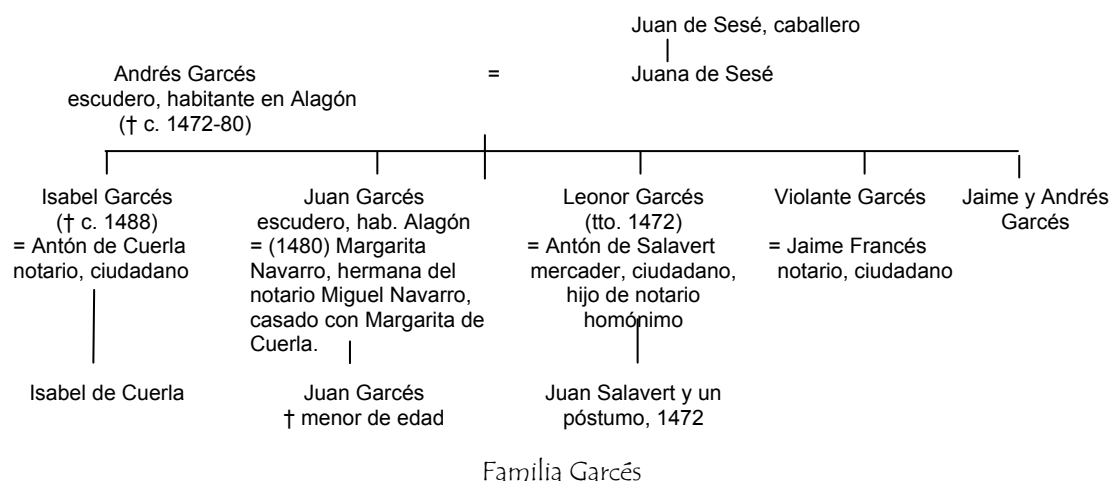 Juan de Sesé, caballero
Andrés Garcés = Juana de Sesé
escudero, habitante en Alagón
(† c. 1472-80)
Isabel Garcés
(† c. 1488)
= Antón de Cuerla
notario, ciudadano
Juan Garcés
escudero, hab. Alagón
= (1480) Margarita
Navarro, hermana del
notario Miguel Navarro,
casado con Margarita de
Cuerla.
Leonor Garcés
(tto. 1472)
= Antón de Salavert
mercader, ciudadano,
hijo de notario
homónimo
Violante Garcés
= Jaime Francés
notario, ciudadano
Jaime y Andrés
Garcés
Isabel de Cuerla
Juan Garcés
† menor de edad
Juan Salavert y un
póstumo, 1472
Familia Garcés